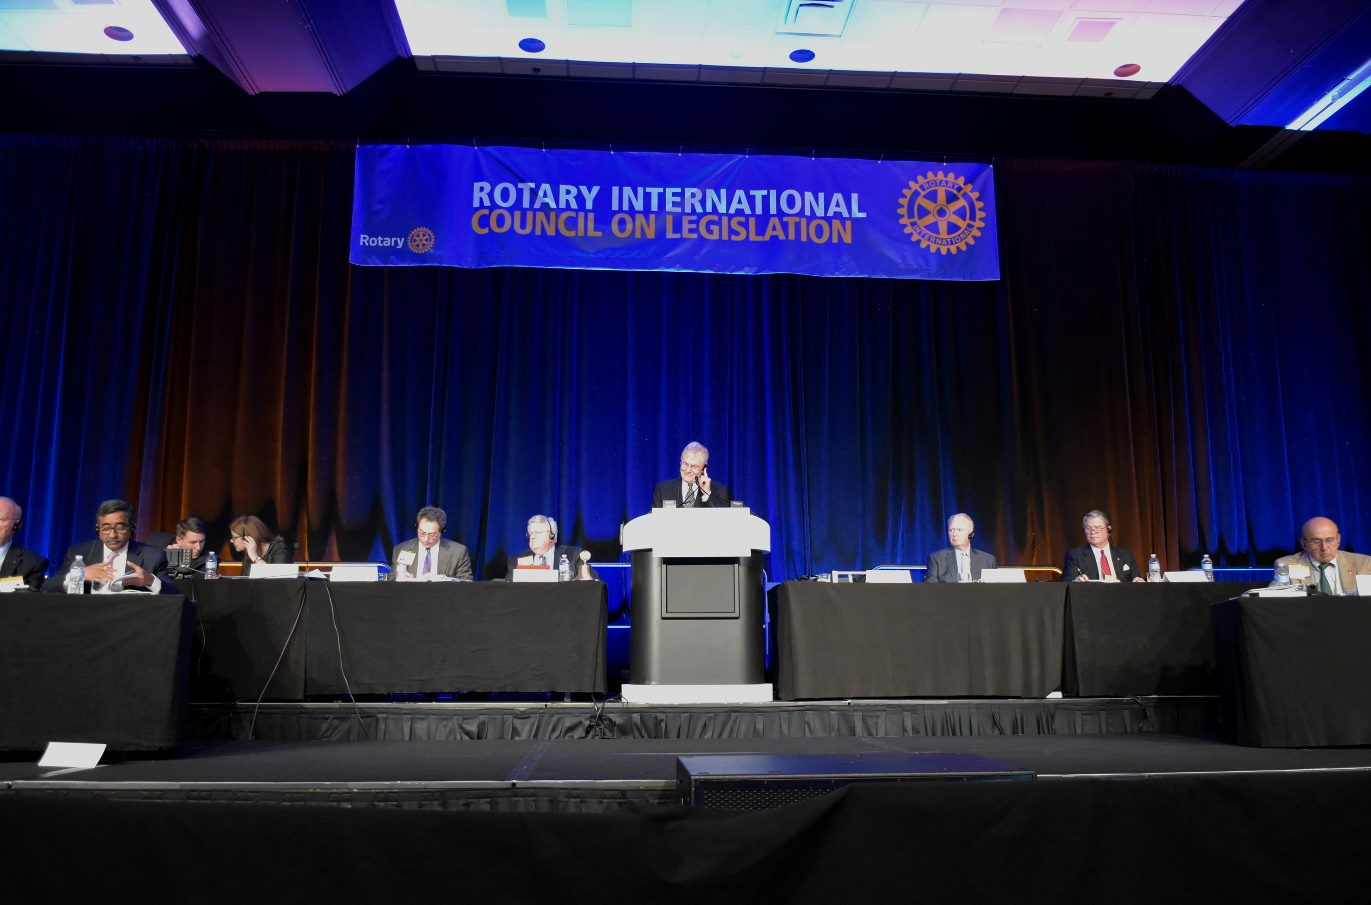 ROTARY INTERNATIONAL
COUNCIL ON LEGISLATION
Rotary
ROTARY
INTERNATIONAL